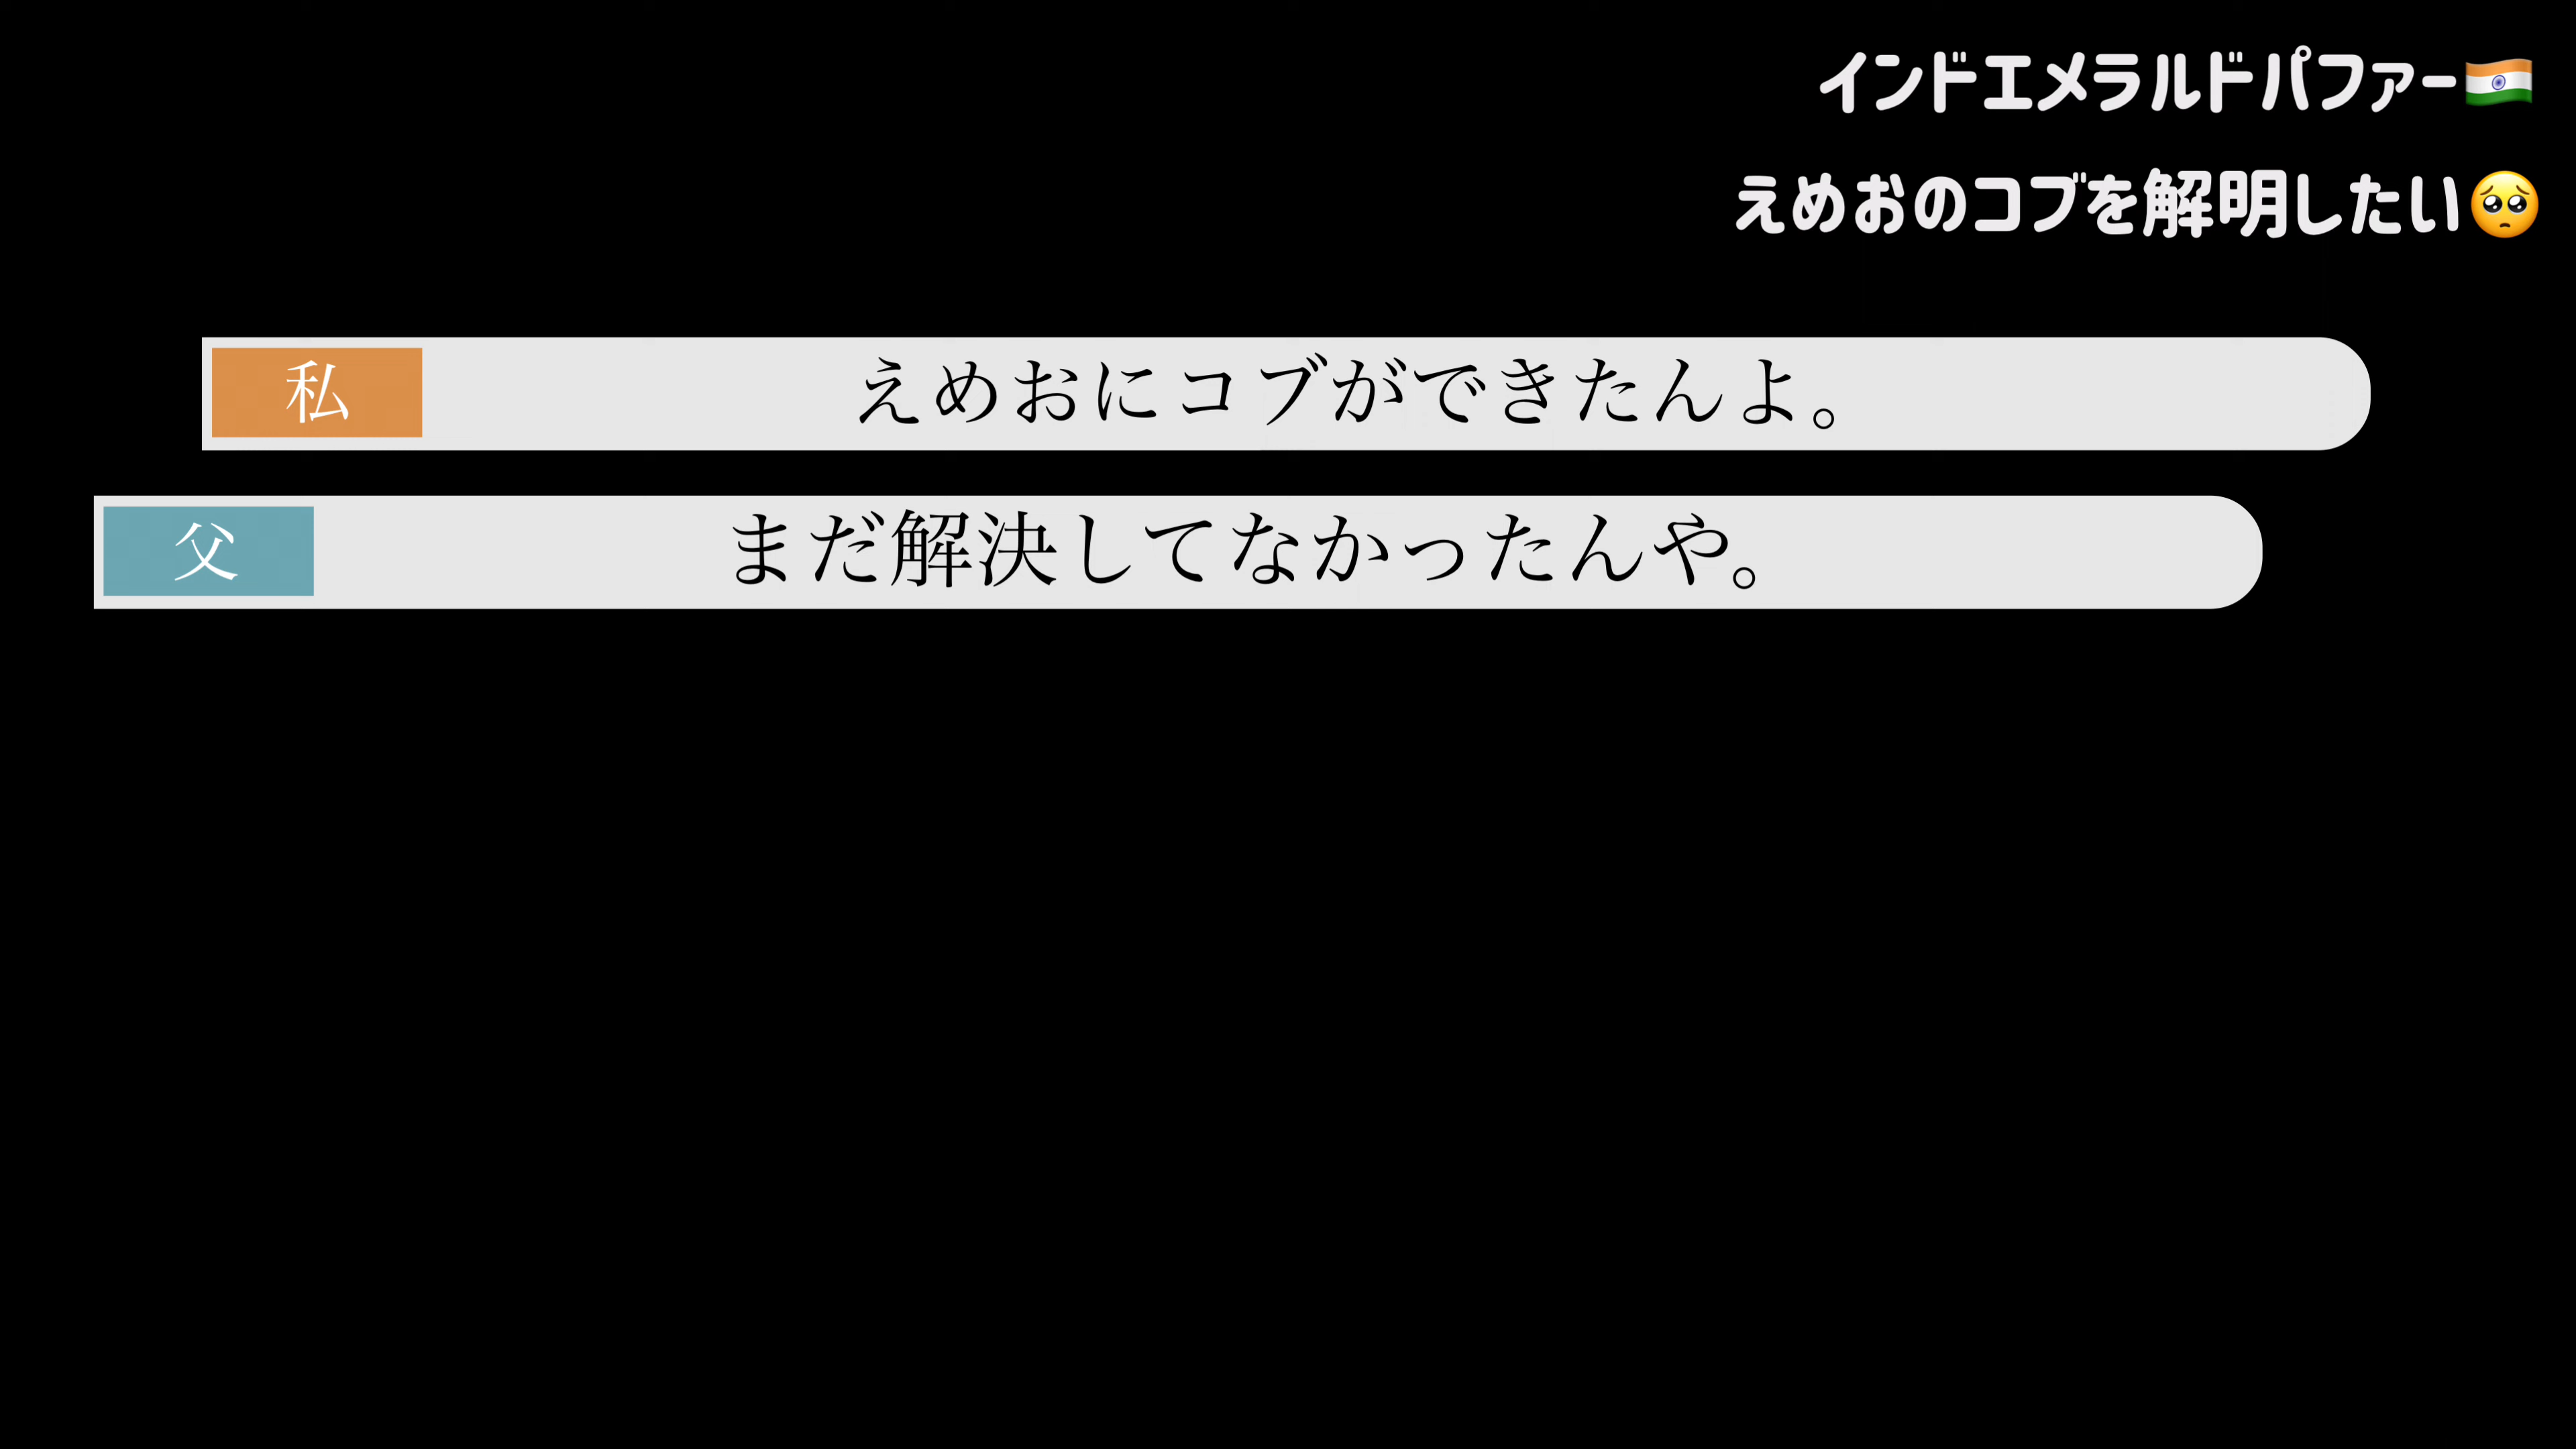 インドエメラルドパファー🇮🇳
えめおのコブを解明したい🥺
私 えめおにコブができたんよ。
父 まだ解決してなかったんや。